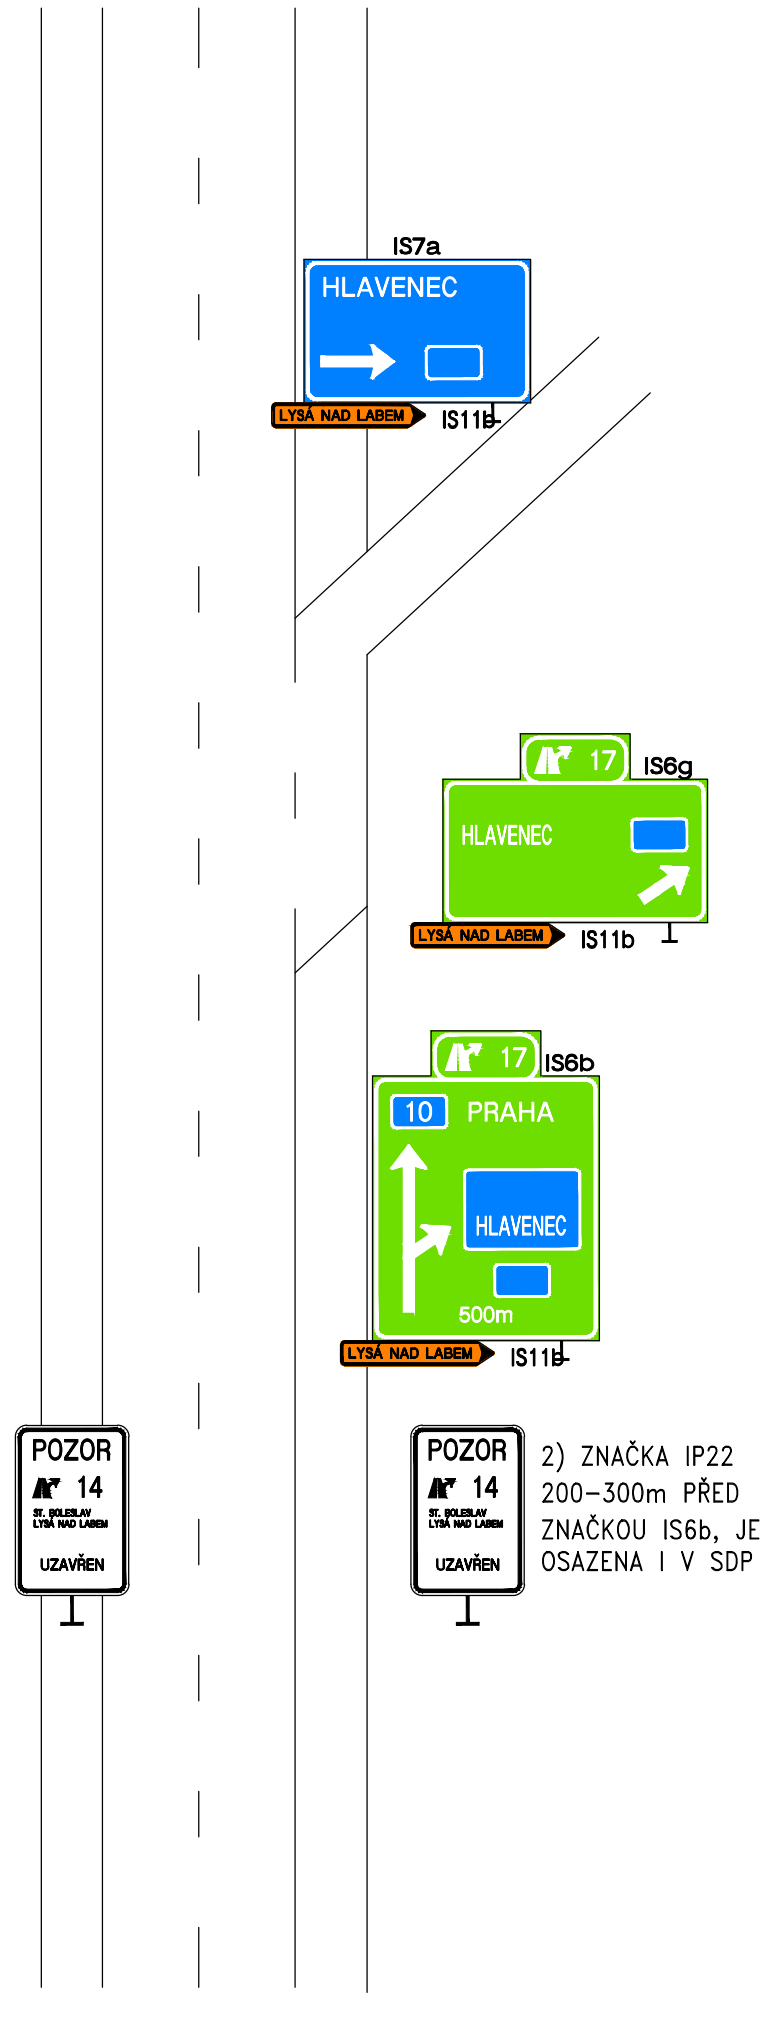 IS7a
HLAVENEC
LYSÁ NAD LABEM
IS11b
17
IS6g
HLAVENEC
LYSÁ NAD LABEM
IS11b
17
IS6b
10 PRAHA
HLAVENEC
500m
LYSÁ NAD LABEM
IS11b
POZOR
14
ST. BOLESLAV
LYSÁ NAD LABEM
UZAVŘEN
POZOR
14
ST. BOLESLAV
LYSÁ NAD LABEM
UZAVŘEN
2) ZNAČKA IP22
200-300m PŘED
ZNAČKOU IS6b, JE
OSAZENA I V SDP